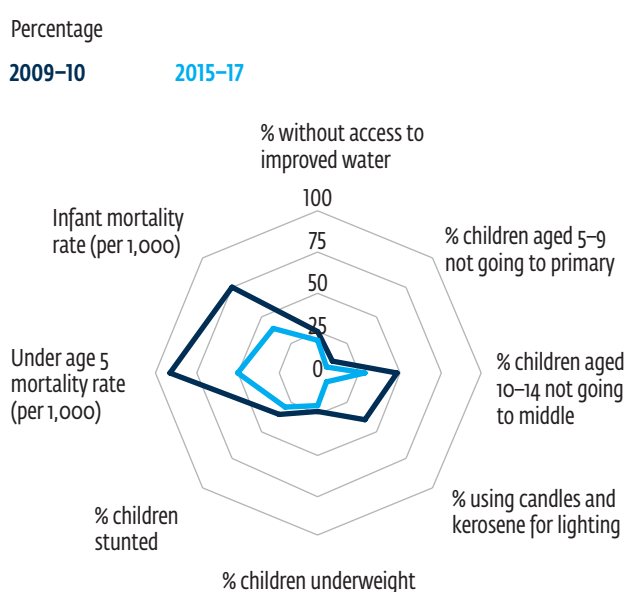 Percentage
2009–10 2015–17
% without access to
improved water
100
75
50
25
0
% children aged 5–9
not going to primary
% children aged
10–14 not going
to middle
% using candles and
kerosene for lighting
% children underweight
% children
stunted
Under age 5
mortality rate
(per 1,000)
Infant mortality
rate (per 1,000)